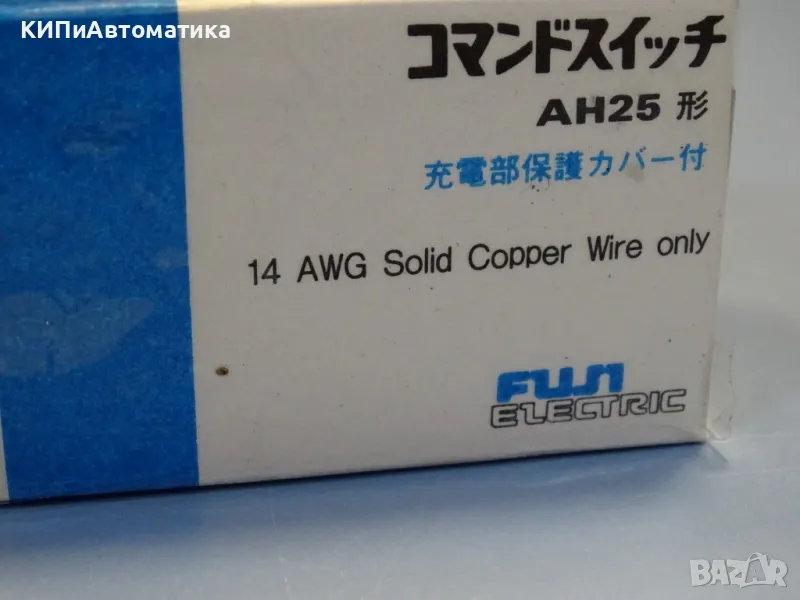 КИПиАвтоматика
コマンドスイッチ
AH25 形
充電部保護カバー付
14 AWG Solid Copper Wire only
FUJI
ELECTRIC
BAZAR